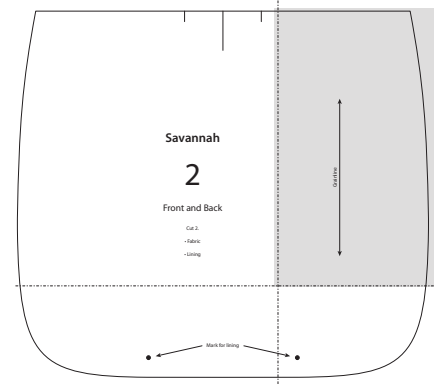 Savannah
2
Front and Back
Cut 2.
• Fabric
• Lining
Grainline
Mark for lining